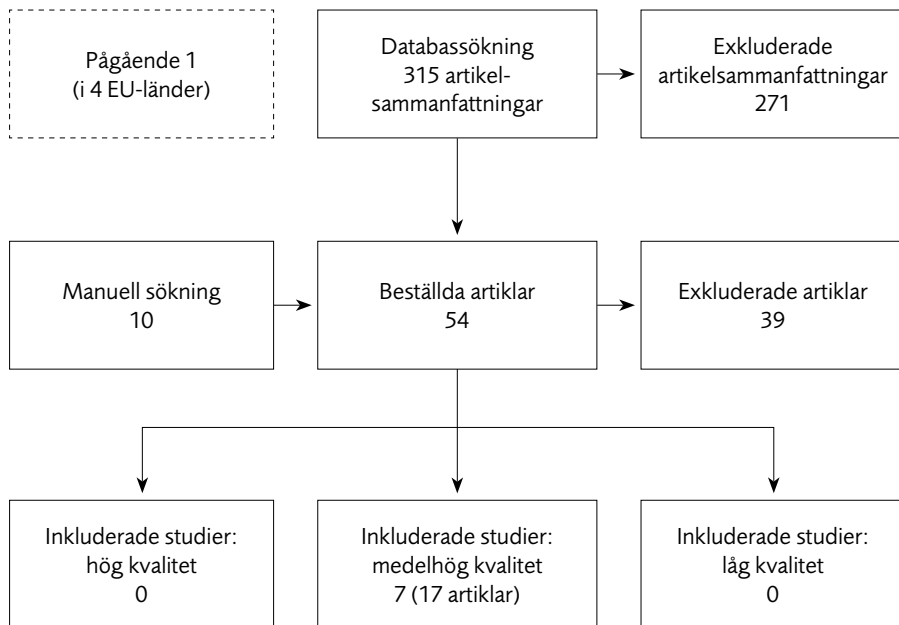 Pågående 1
(i 4 EU-länder)
Databassökning
315 artikel-
sammanfattningar
Exkluderade
artikelsammanfattningar
271
Manuell sökning
10
Beställda artiklar
54
Exkluderade artiklar
39
Inkluderade studier:
hög kvalitet
0
Inkluderade studier:
medelhög kvalitet
7 (17 artiklar)
Inkluderade studier:
låg kvalitet
0